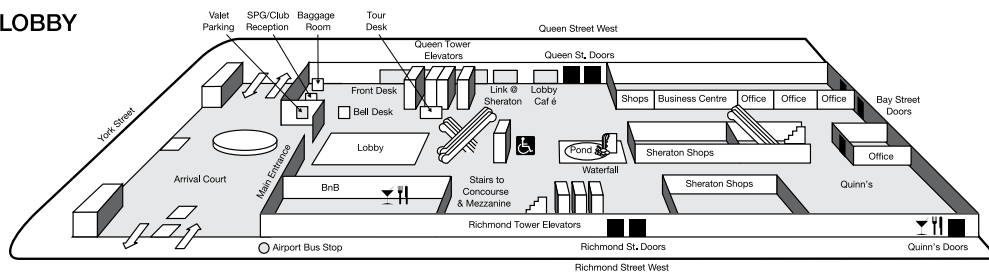 LOBBY
Valet
Parking
SPG/Club
Reception
Baggage
Room
Tour
Desk
Queen Street West
Queen Tower
Elevators
Queen St. Doors
Front Desk
Link @
Sheraton
Lobby
Caf é
Bell Desk
Shops
Business Centre
Office
Office
Office
Bay Street
Doors
York Street
Lobby
Pond
Waterfall
Sheraton Shops
Office
Arrival Court
Main Entrance
BnB
Stairs to
Concourse
& Mezzanine
Sheraton Shops
Quinn's
Richmond Tower Elevators
Airport Bus Stop
Richmond St. Doors
Quinn's Doors
Richmond Street West